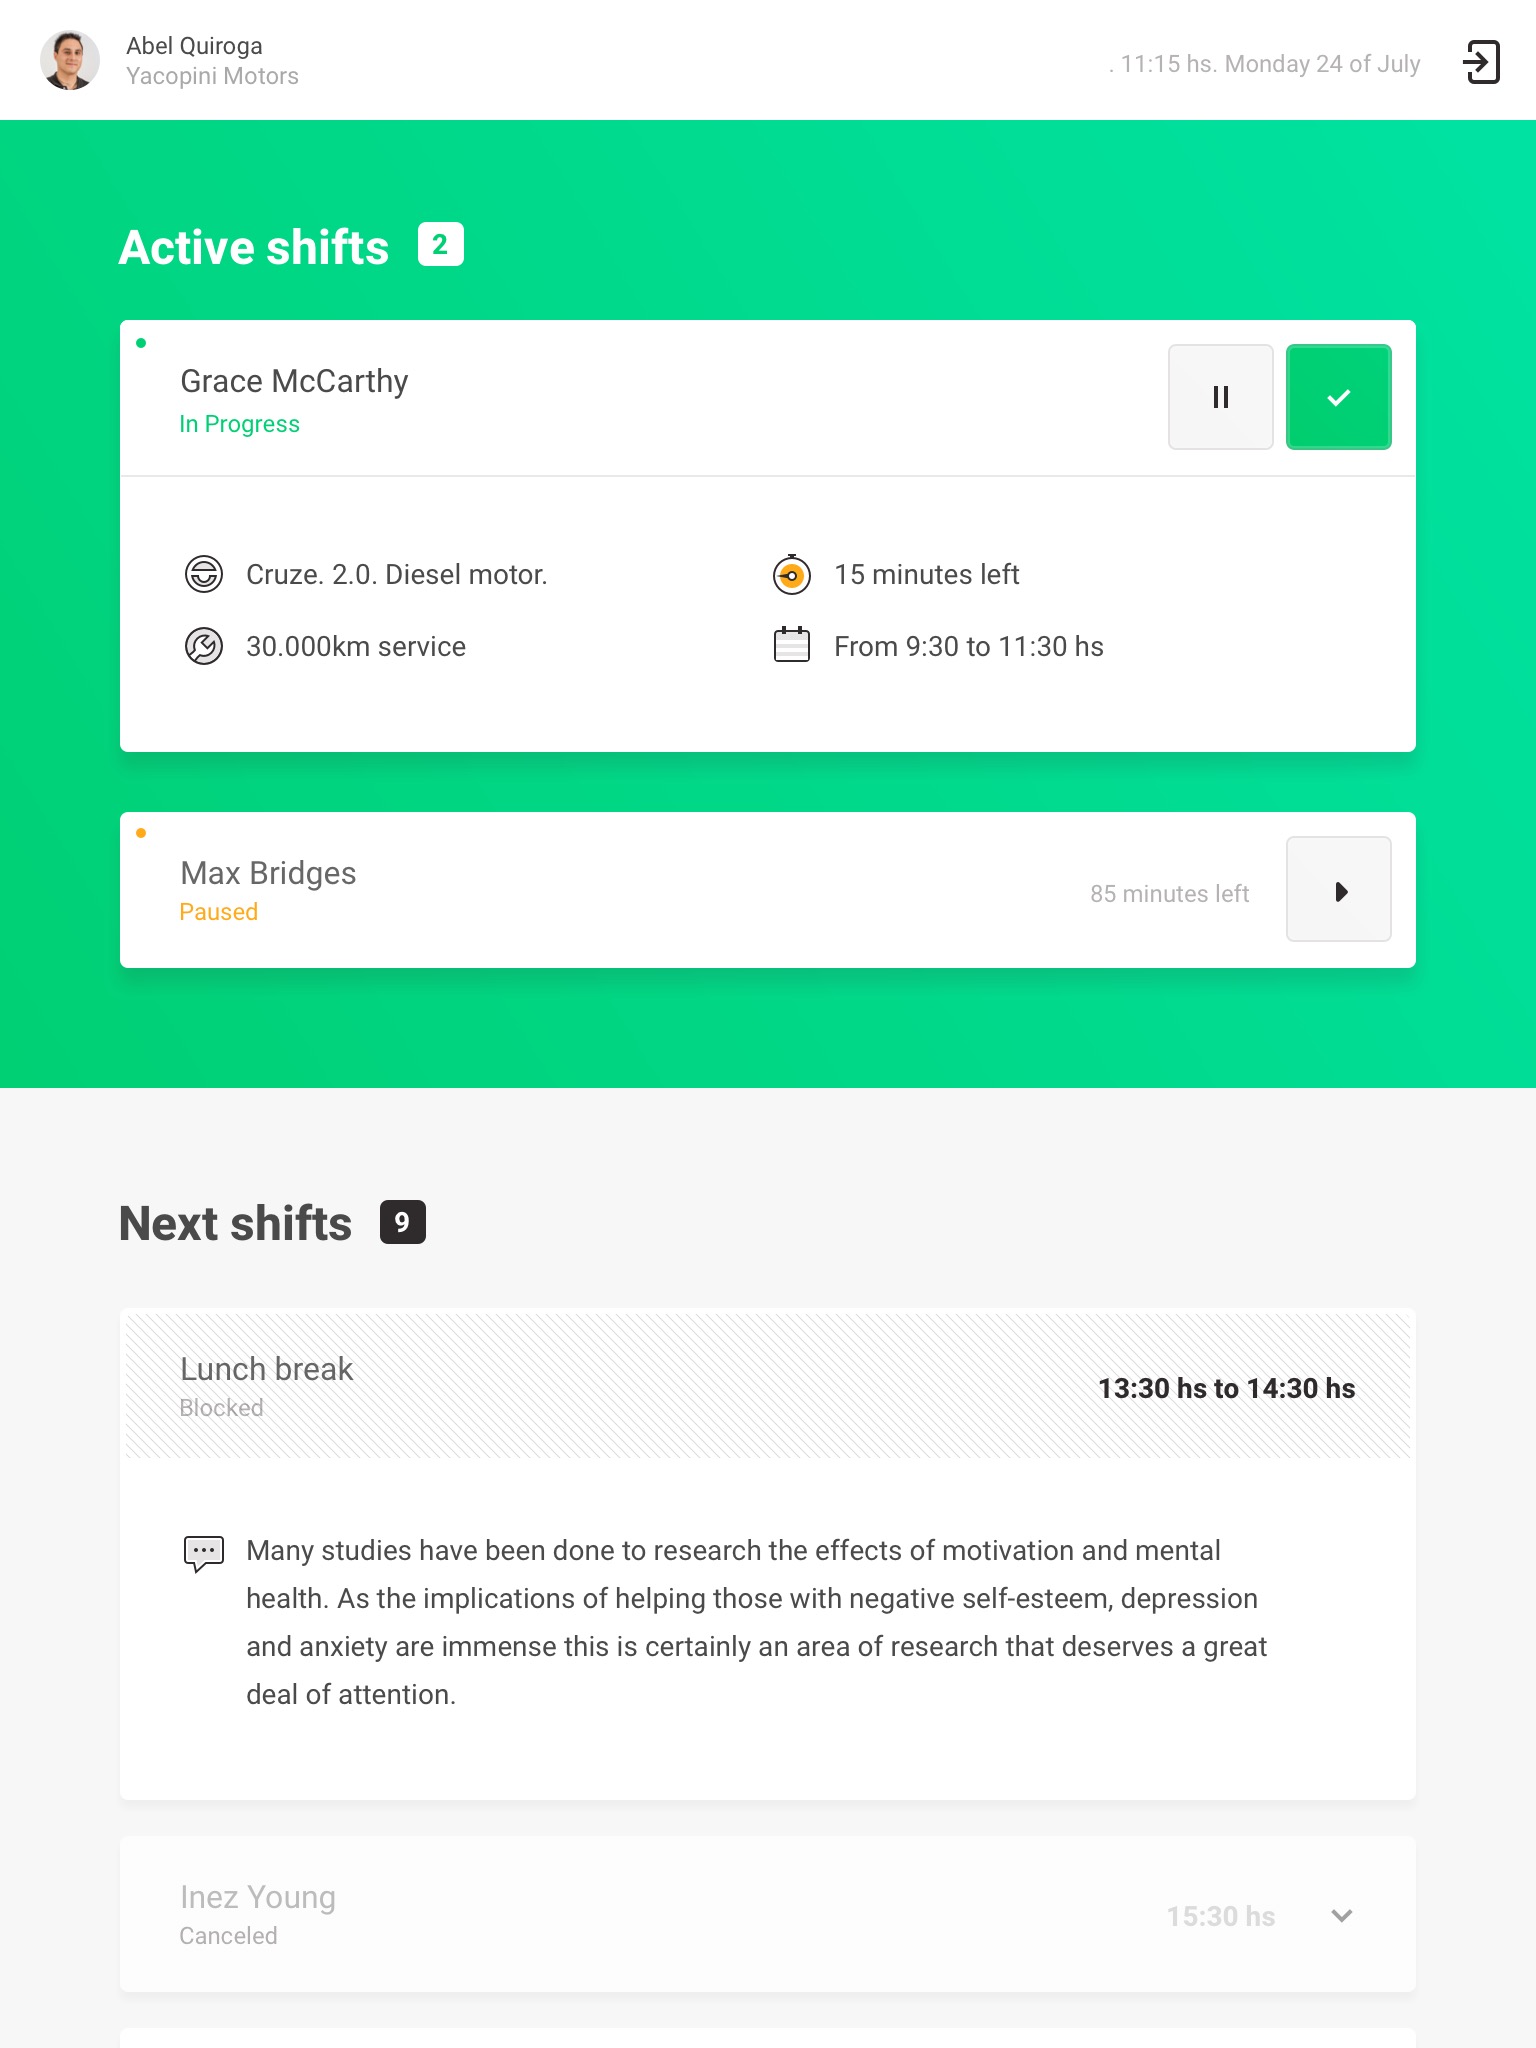 Abel Quiroga
Yacopini Motors
. 11:15 hs. Monday 24 of July
Active shifts 2
Grace McCarthy
In Progress
Cruze. 2.0. Diesel motor.
15 minutes left
30.000km service
From 9:30 to 11:30 hs
Max Bridges
Paused
85 minutes left
Next shifts 9
Lunch break
Blocked
13:30 hs to 14:30 hs
Many studies have been done to research the effects of motivation and mental
health. As the implications of helping those with negative self-esteem, depression
and anxiety are immense this is certainly an area of research that deserves a great
deal of attention.
Inez Young
Canceled
15:30 hs